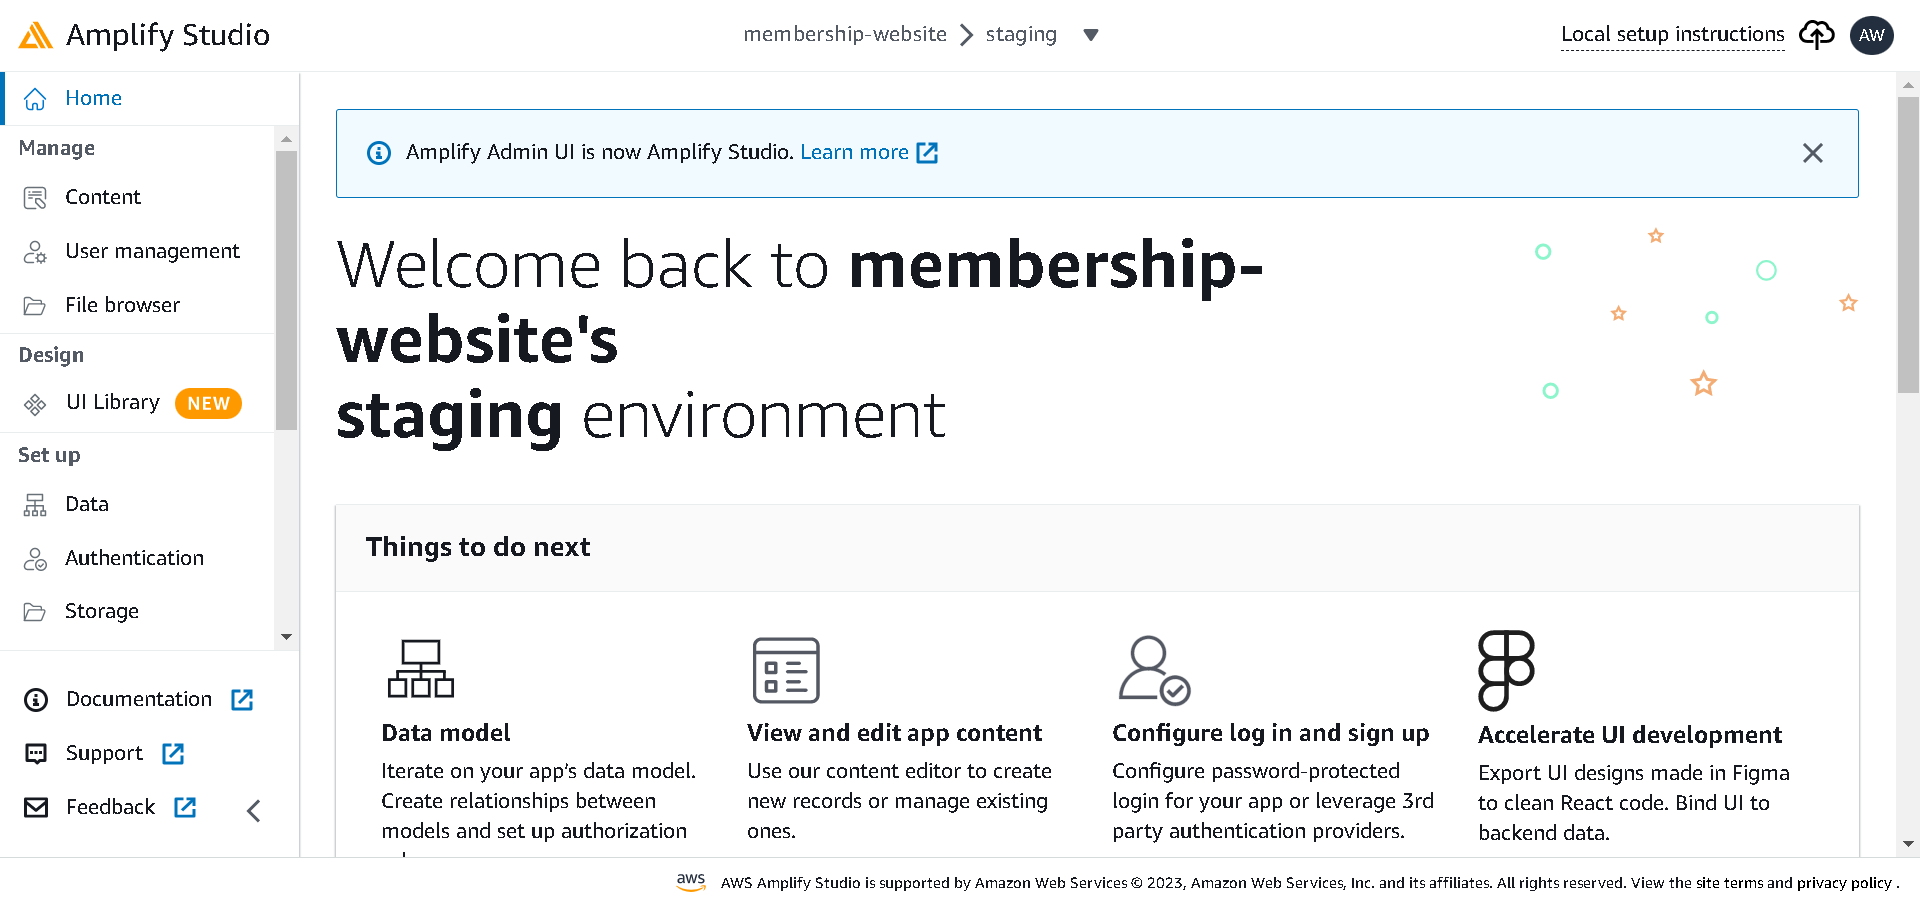 Amplify Studio
membership-website staging
Local setup instructions
AW
Home
Manage
Content
User management
File browser
Design
UI Library NEW
Set up
Data
Authentication
Storage
Documentation
Support
Feedback
Amplify Admin UI is now Amplify Studio. Learn more
Welcome back to membership-
website's
staging environment
Things to do next
Data model
Iterate on your app’s data model.
Create relationships between
models and set up authorization
View and edit app content
Use our content editor to create
new records or manage existing
ones.
Configure log in and sign up
Configure password-protected
login for your app or leverage 3rd
party authentication providers.
Accelerate UI development
Export UI designs made in Figma
to clean React code. Bind UI to
backend data.
aws AWS Amplify Studio is supported by Amazon Web Services © 2023, Amazon Web Services, Inc. and its affiliates. All rights reserved. View the site terms and privacy policy .